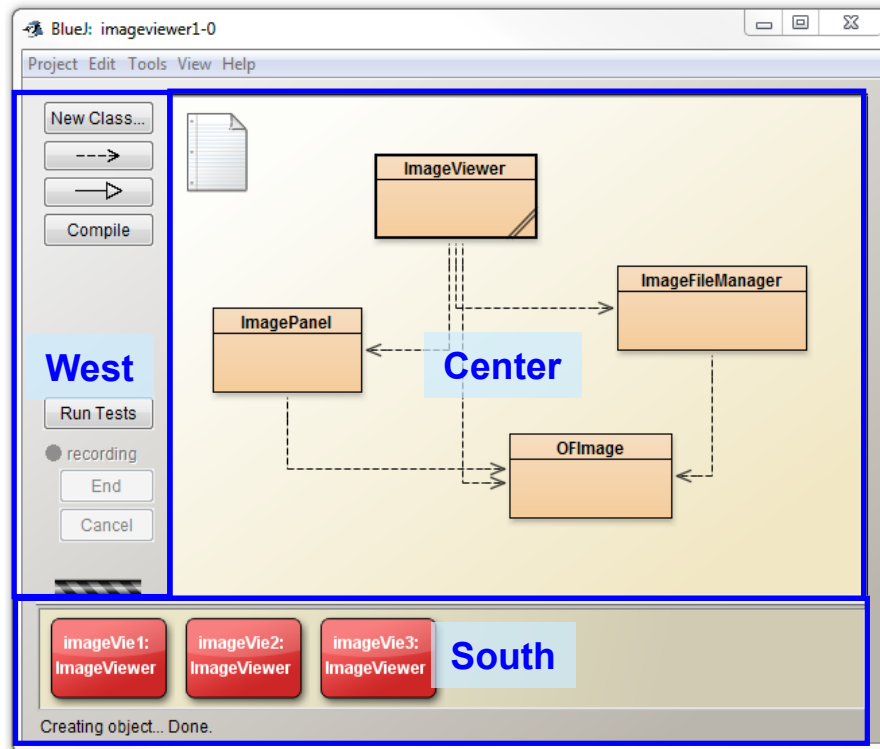 BlueJ: imageviewer1-0
Project Edit Tools View Help
New Class...
Compile
West
Run Tests
recording
End
Cancel
ImageViewer
ImageFileManager
ImagePanel
Center
OFImage
imageVie1:
ImageViewer
imageVie2:
ImageViewer
imageVie3:
ImageViewer
South
Creating object... Done.